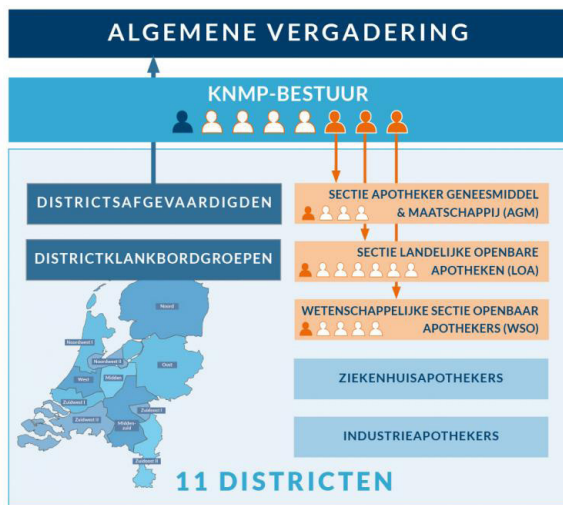 ALGEMENE VERGADERING
KNMP-BESTUUR
DISTRICTSAFGEVAARDIGDEN
DISTRICTKLANKBORDGROEPEN
SECTIE APOTHEKER GENEESMIDDEL
& MAATSCHAPPIJ (AGM)
SECTIE LANDELIJKE OPENBARE
APOTHEKEN (LOA)
WETENSCHAPPELIJKE SECTIE OPENBAAR
APOTHEKERS (WSO)
ZIEKENHUISAPOTHEKERS
INDUSTRIEAPOTHEKERS
Noord
Noordwest I
Noordwest II
Oost
West
Midden
Zuidwest I
Zuidoost I
Zuidwest II
Midden-
zuid
Zuidoost II
11 DISTRICTEN